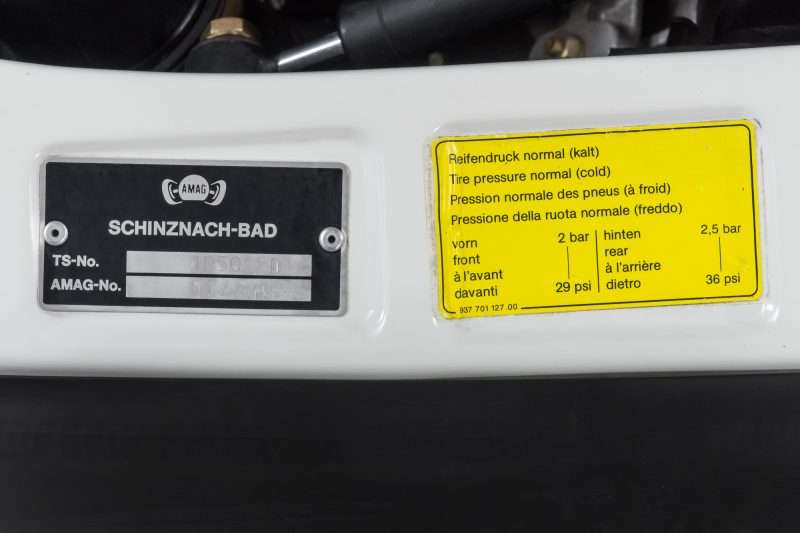 AMAG
SCHINZNACH-BAD
TS-No.
AMAG-No.
Reifendruck normal (kalt)
Tire pressure normal (cold)
Pression normale des pneus (à froid)
Pressione della ruota normale (freddo)
vorn 2 bar hinten 2,5 bar
front rear
à l'avant à l'arrière
davanti 29 psi dietro 36 psi
937 701 127.00